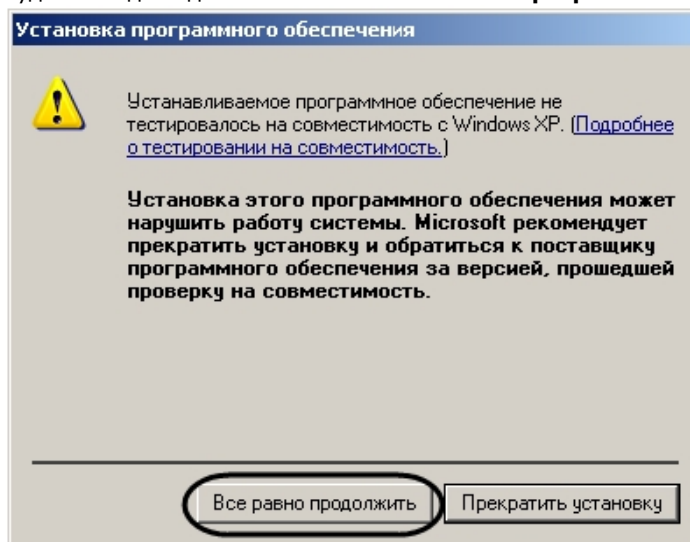 Установка программного обеспечения
Устанавливаемое программное обеспечение не
тестировалось на совместимость с Windows XP. (Подробнее
о тестировании на совместимость.)
Установка этого программного обеспечения может
нарушить работу системы. Microsoft рекомендует
прекратить установку и обратиться к поставщику
программного обеспечения за версией, прошедшей
проверку на совместимость.
Все равно продолжить
Прекратить установку